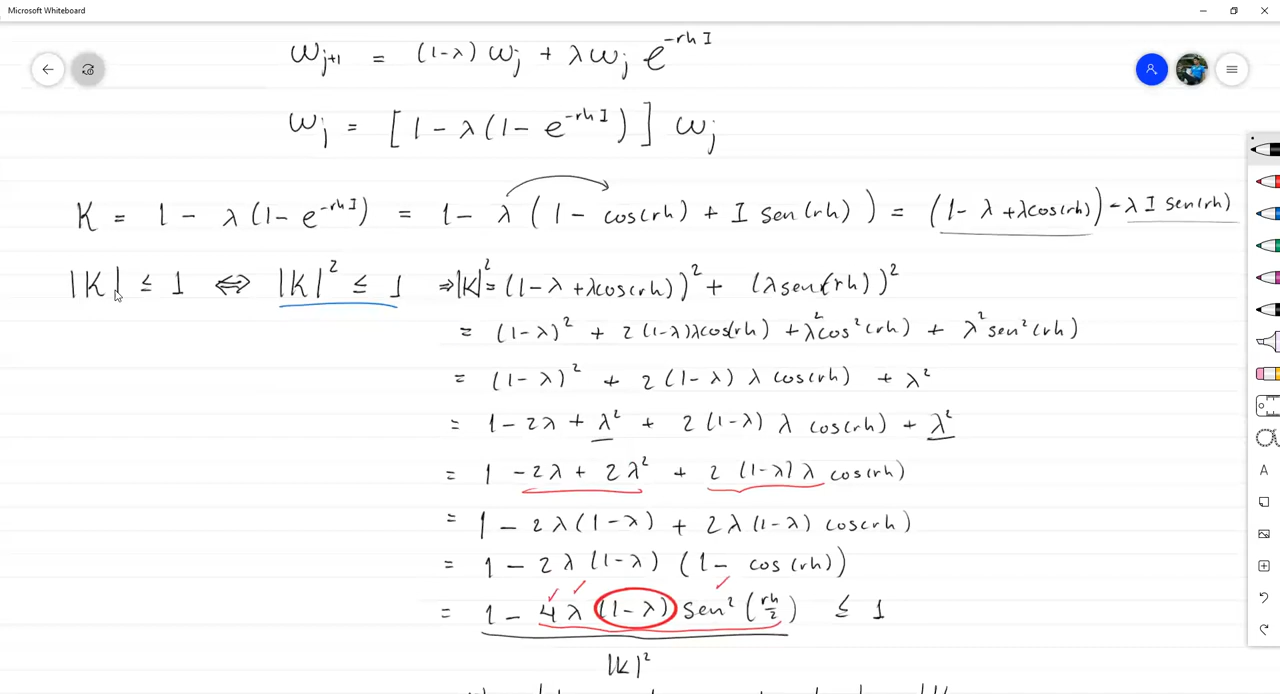 Microsoft Whiteboard
ω_{j+1} = (1-λ) ω_j + λ ω_j e^{-rhI}
ω_j = [ 1 - λ ( 1 - e^{-rhI} ) ] ω_j
K = 1 - λ(1- e^{-rhI}) = 1- λ ( 1 - cos(rh) + I sen(rh) ) = (1- λ +λcos(rh)) - λ I sen(rh)
|K| ≤ 1 ⇔ |K|² ≤ 1 ⇒ |K|² = (1-λ +λcos(rh))² + (λ sen(rh))²
= (1-λ)² + 2(1-λ)λcos(rh) + λ²cos²(rh) + λ² sen²(rh)
= (1-λ)² + 2 (1-λ) λ cos(rh) + λ²
= 1- 2λ + λ² + 2 (1-λ) λ cos(rh) + λ²
= 1 - 2λ + 2λ² + 2 (1-λ) λ cos(rh)
= 1 - 2λ(1-λ) + 2λ(1-λ) cos(rh)
= 1 - 2λ (1-λ) (1- cos(rh))
= 1 - 4λ (1-λ) sen² (rh/2) ≤ 1
|K|²
A